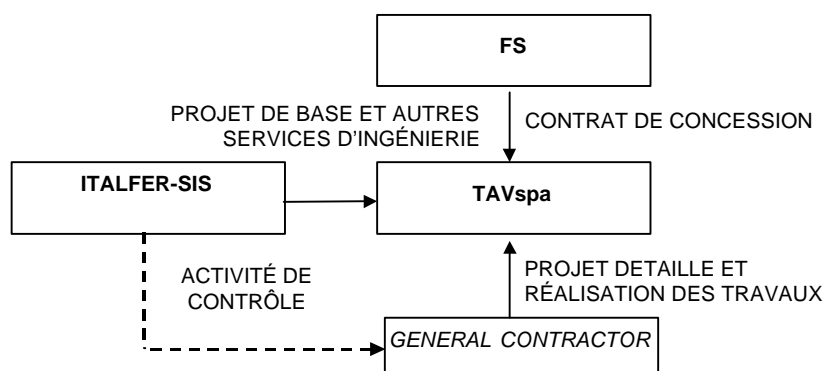 FS
PROJET DE BASE ET AUTRES
SERVICES D'INGÉNIERIE
CONTRAT DE CONCESSION
ITALFER-SIS
TAVspa
ACTIVITÉ DE
CONTRÔLE
PROJET DETAILLE ET
RÉALISATION DES TRAVAUX
GENERAL CONTRACTOR